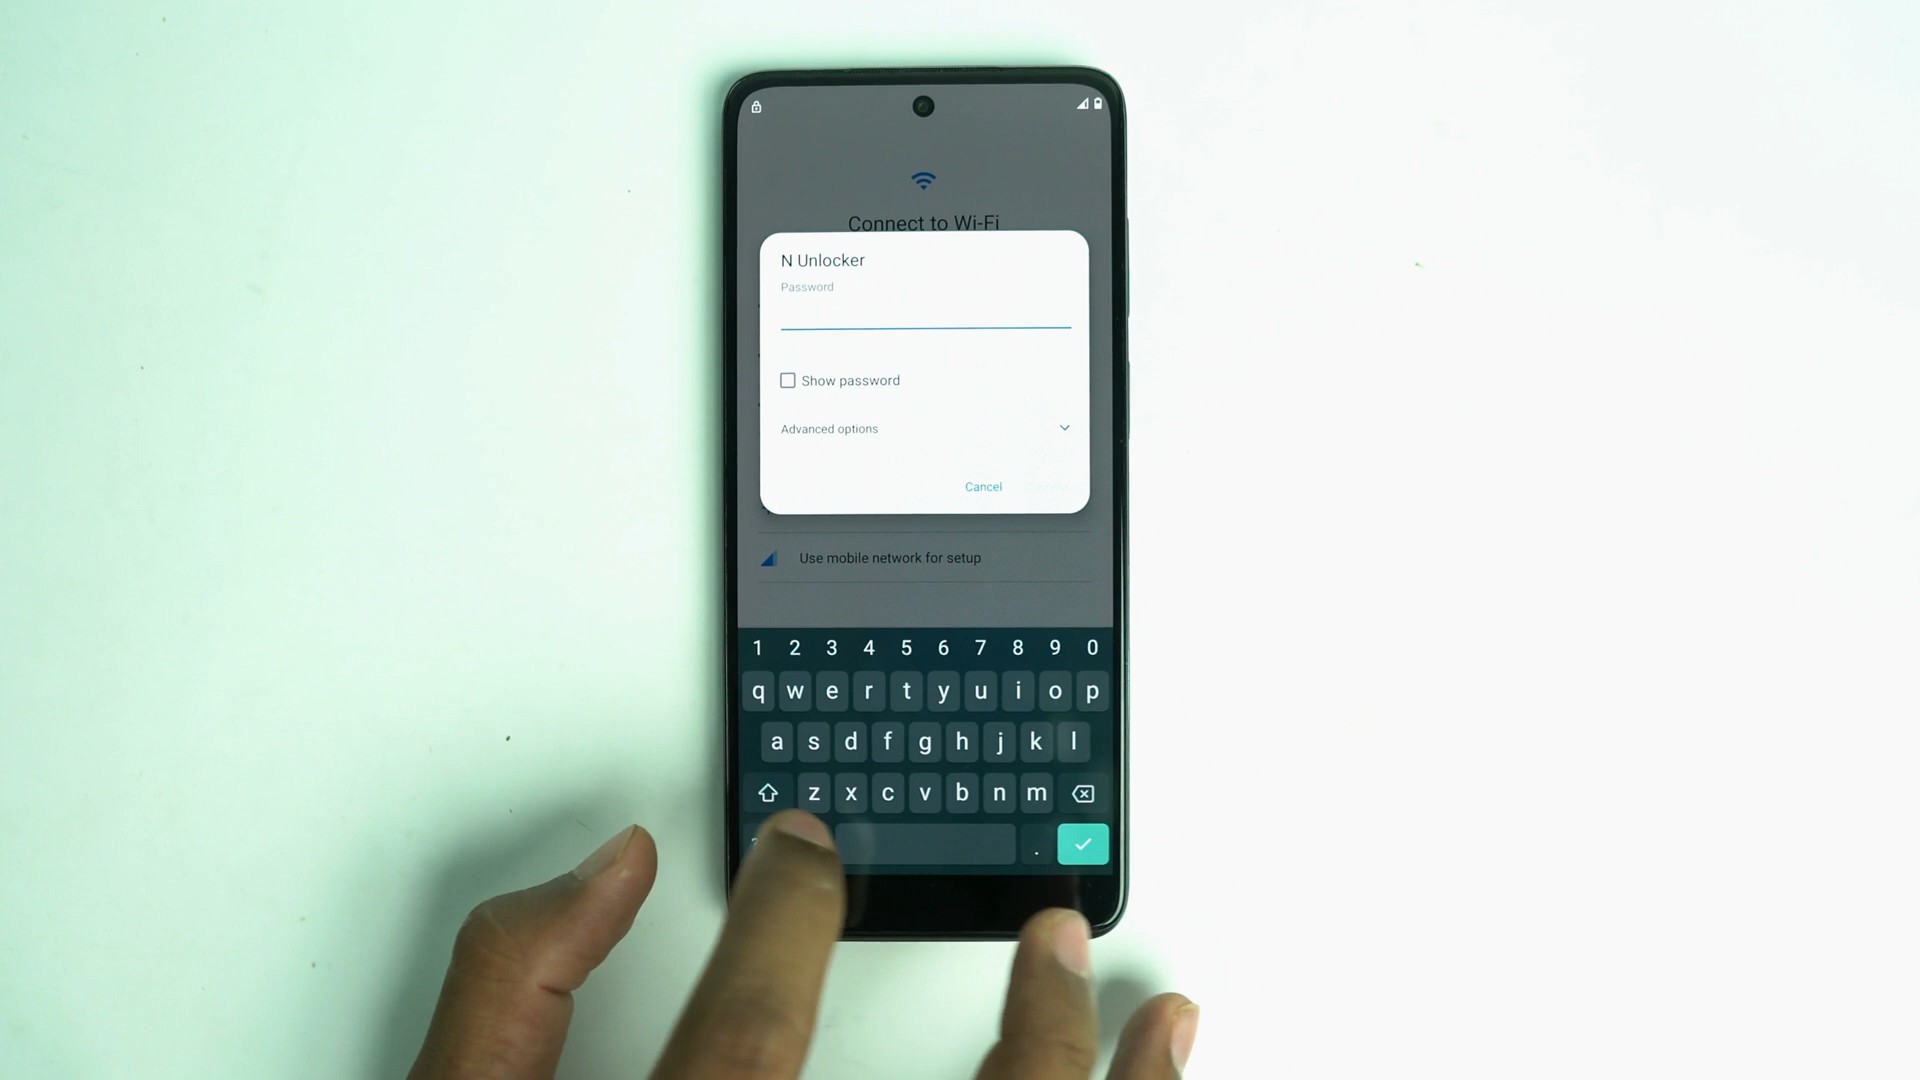 Connect to Wi-Fi
N Unlocker
Password
Show password
Advanced options
Cancel
Use mobile network for setup
1 2 3 4 5 6 7 8 9 0
q w e r t y u i o p
a s d f g h j k l
z x c v b n m
.